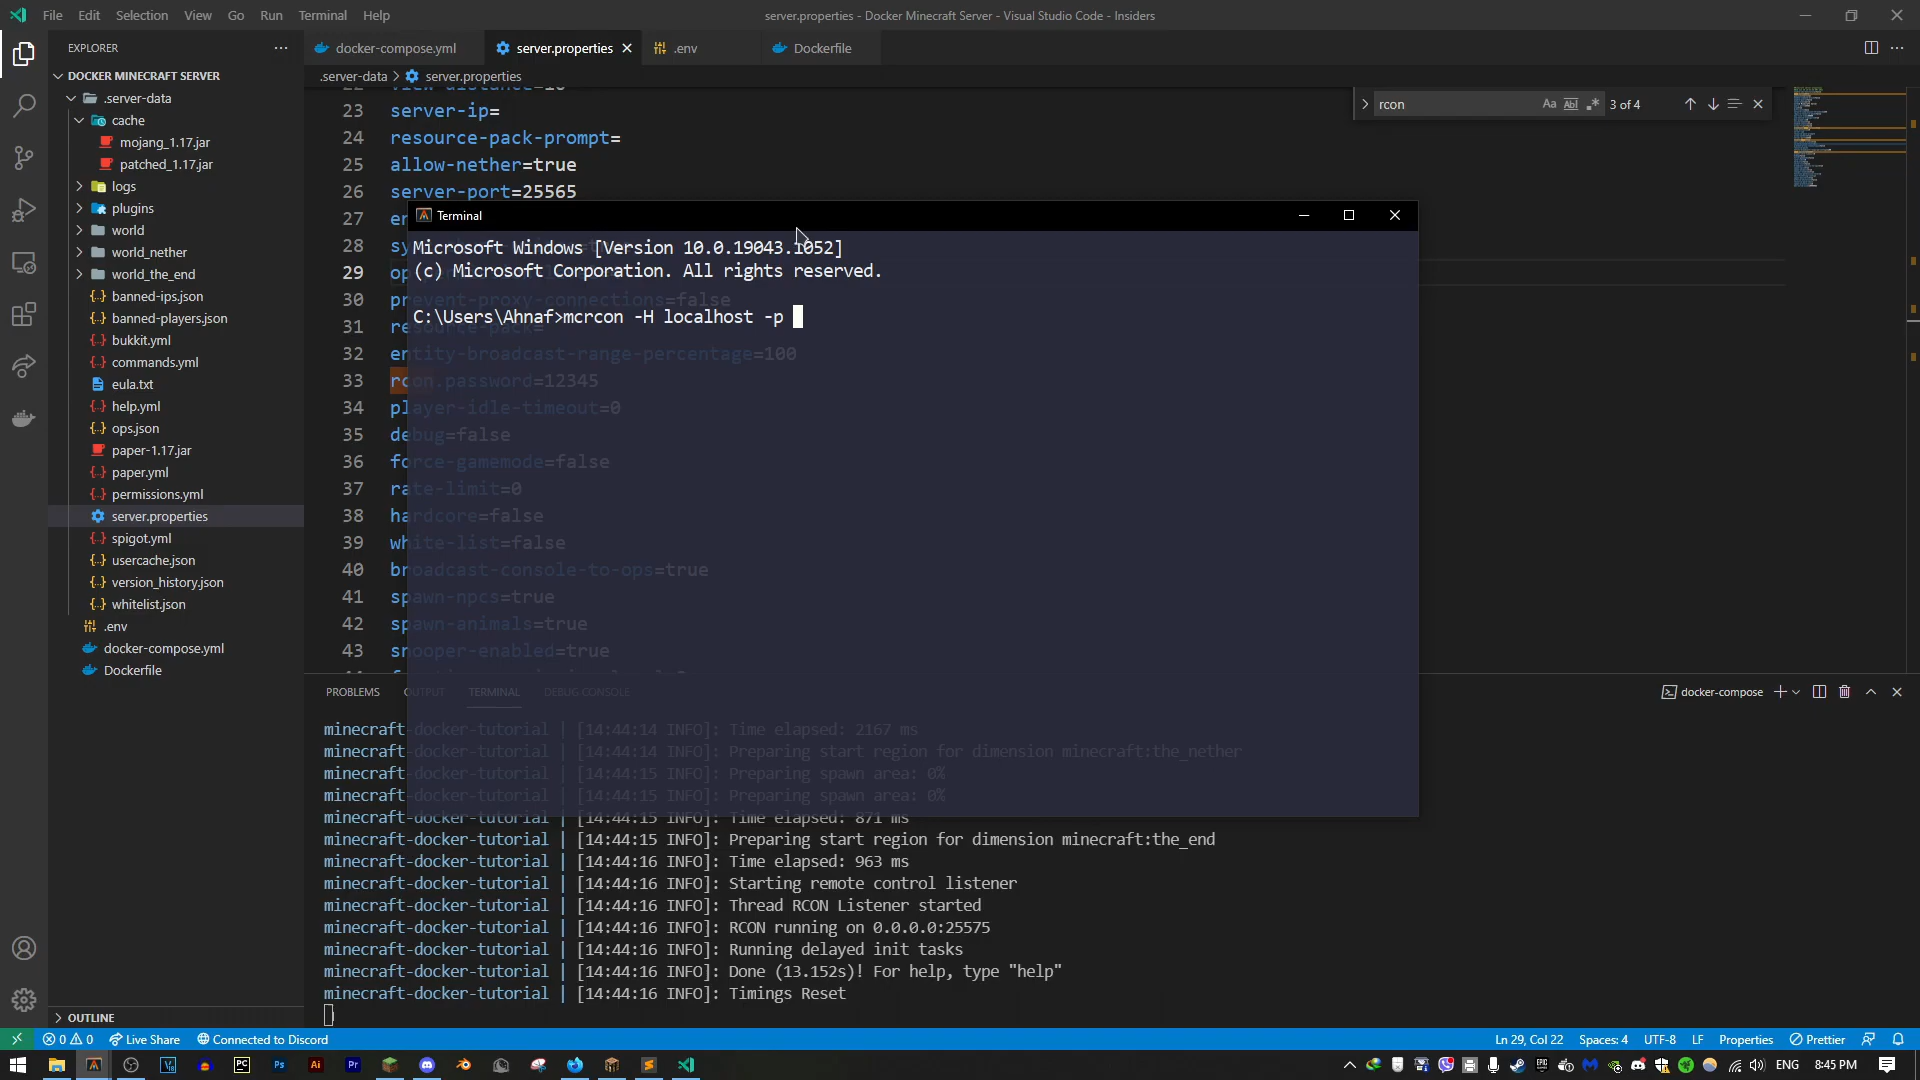 File Edit Selection View Go Run Terminal Help
server.properties - Docker Minecraft Server - Visual Studio Code - Insiders
EXPLORER
docker-compose.yml
server.properties
.env
Dockerfile
DOCKER MINECRAFT SERVER
.server-data
cache
mojang_1.17.jar
patched_1.17.jar
logs
plugins
world
world_nether
world_the_end
banned-ips.json
banned-players.json
bukkit.yml
commands.yml
eula.txt
help.yml
ops.json
paper-1.17.jar
paper.yml
permissions.yml
server.properties
spigot.yml
usercache.json
version_history.json
whitelist.json
.env
docker-compose.yml
Dockerfile
OUTLINE
.server-data > server.properties
rcon
Aa
3 of 4
23 server-ip=
24 resource-pack-prompt=
25 allow-nether=true
26 server-port=25565
27 en
28 sy
29 op
30 prevent-proxy-connections=false
31 resource-pack=
32 entity-broadcast-range-percentage=100
33 rcon.password=12345
34 player-idle-timeout=0
35 debug=false
36 force-gamemode=false
37 rate-limit=0
38 hardcore=false
39 white-list=false
40 broadcast-console-to-ops=true
41 spawn-npcs=true
42 spawn-animals=true
43 snooper-enabled=true
Terminal
Microsoft Windows [Version 10.0.19043.1052]
(c) Microsoft Corporation. All rights reserved.
C:\Users\Ahnaf>mcrcon -H localhost -p
PROBLEMS OUTPUT TERMINAL DEBUG CONSOLE
docker-compose
minecraft-docker-tutorial | [14:44:14 INFO]: Time elapsed: 2167 ms
minecraft-docker-tutorial | [14:44:14 INFO]: Preparing start region for dimension minecraft:the_nether
minecraft-docker-tutorial | [14:44:15 INFO]: Preparing spawn area: 0%
minecraft-docker-tutorial | [14:44:15 INFO]: Preparing spawn area: 0%
minecraft-docker-tutorial | [14:44:15 INFO]: Time elapsed: 871 ms
minecraft-docker-tutorial | [14:44:15 INFO]: Preparing start region for dimension minecraft:the_end
minecraft-docker-tutorial | [14:44:16 INFO]: Time elapsed: 963 ms
minecraft-docker-tutorial | [14:44:16 INFO]: Starting remote control listener
minecraft-docker-tutorial | [14:44:16 INFO]: Thread RCON Listener started
minecraft-docker-tutorial | [14:44:16 INFO]: RCON running on 0.0.0.0:25575
minecraft-docker-tutorial | [14:44:16 INFO]: Running delayed init tasks
minecraft-docker-tutorial | [14:44:16 INFO]: Done (13.152s)! For help, type "help"
minecraft-docker-tutorial | [14:44:16 INFO]: Timings Reset
0 0 Live Share Connected to Discord
Ln 29, Col 22 Spaces: 4 UTF-8 LF Properties Prettier
ENG 8:45 PM